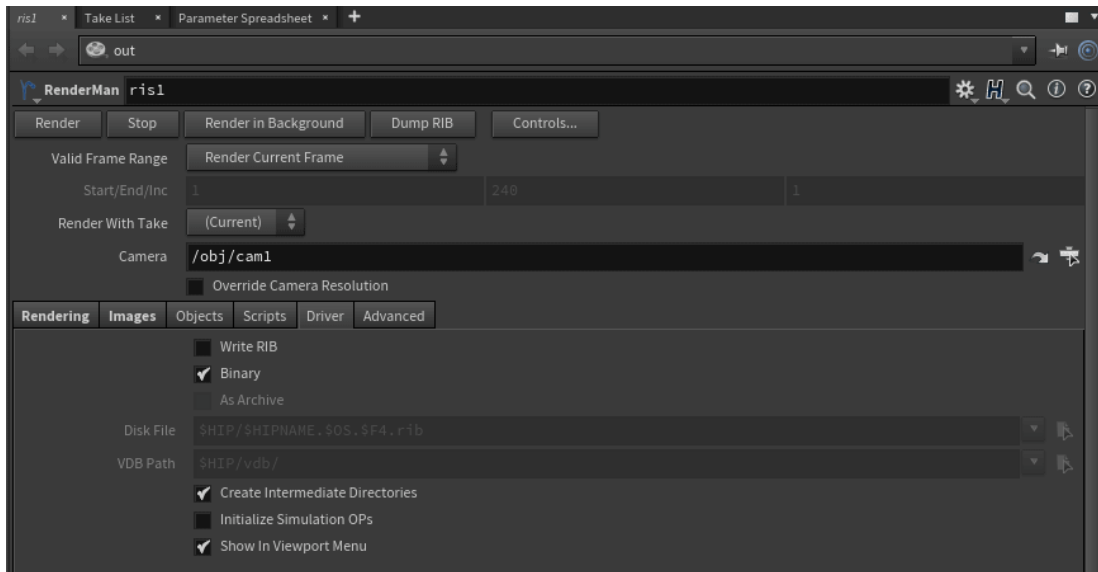 ris1 × Take List × Parameter Spreadsheet × +
out
RenderMan ris1
Render Stop Render in Background Dump RIB Controls...
Valid Frame Range Render Current Frame
Start/End/Inc 1 240 1
Render With Take (Current)
Camera /obj/cam1
Override Camera Resolution
Rendering Images Objects Scripts Driver Advanced
Write RIB
Binary
As Archive
Disk File $HIP/$HIPNAME.$OS.$F4.rib
VDB Path $HIP/vdb/
Create Intermediate Directories
Initialize Simulation OPs
Show In Viewport Menu